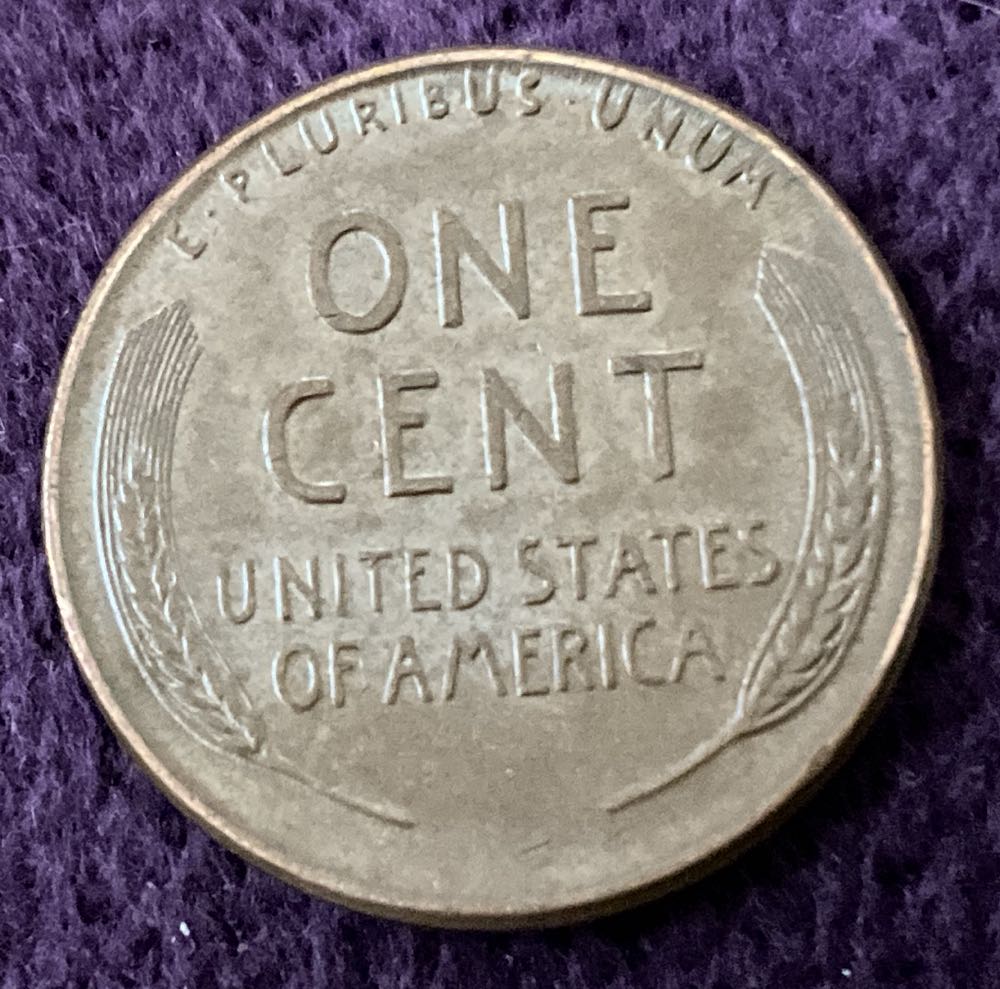 E·PLURIBUS·UNUM
ONE
CENT
UNITED STATES
OF AMERICA